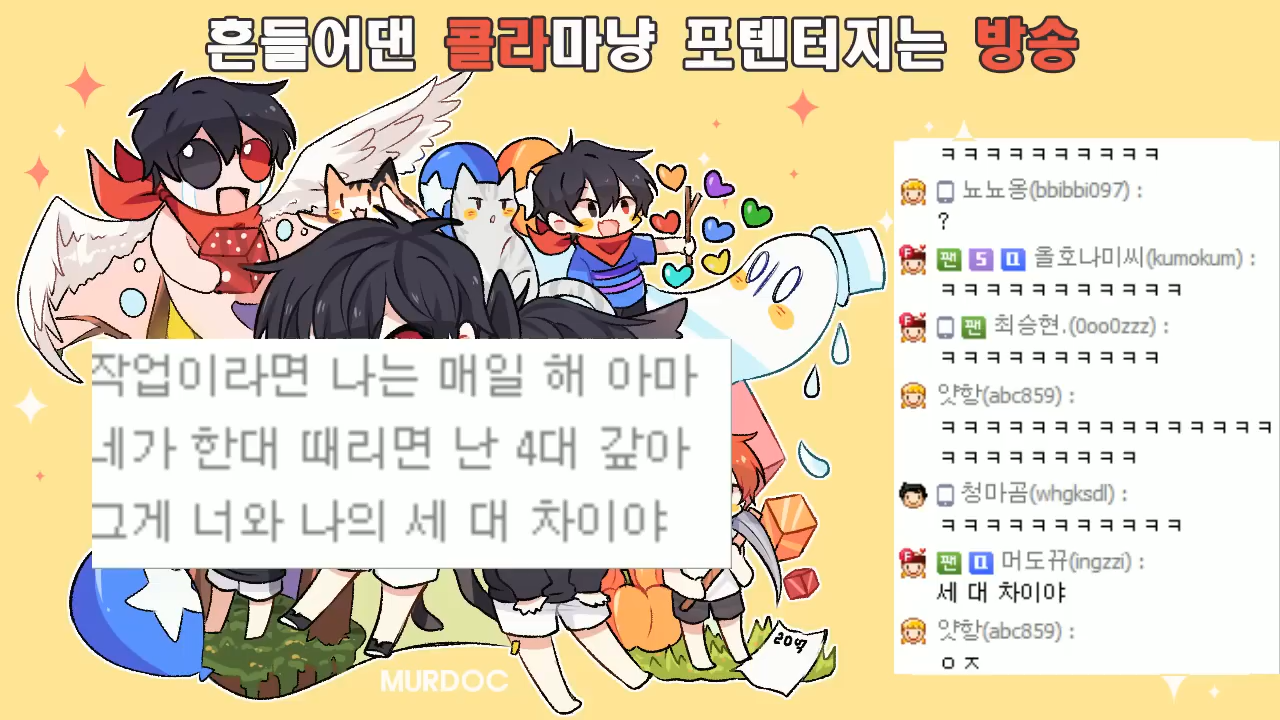 흔들어댄 콜라마냥 포텐터지는 방송
작업이라면 나는 매일 해 아마
네가 한대 때리면 난 4대 갚아
그게 너와 나의 세 대 차이야
ㅋㅋㅋㅋㅋㅋㅋㅋㅋㅋ
뇨뇨옹(bbibbi097) :
?
팬 S 올호나미씨(kumokum) :
ㅋㅋㅋㅋㅋㅋㅋㅋㅋㅋㅋ
팬 최승현.(0oo0zzz) :
ㅋㅋㅋㅋㅋㅋㅋㅋㅋㅋ
얏항(abc859) :
ㅋㅋㅋㅋㅋㅋㅋㅋㅋㅋㅋㅋㅋㅋㅋ
ㅋㅋㅋㅋㅋㅋㅋㅋㅋ
청마곰(whgksdl) :
ㅋㅋㅋㅋㅋㅋㅋㅋㅋㅋㅋ
팬 머도뀨(ingzzi) :
세 대 차이야
얏항(abc859) :
ㅇㅈ
MURDOC